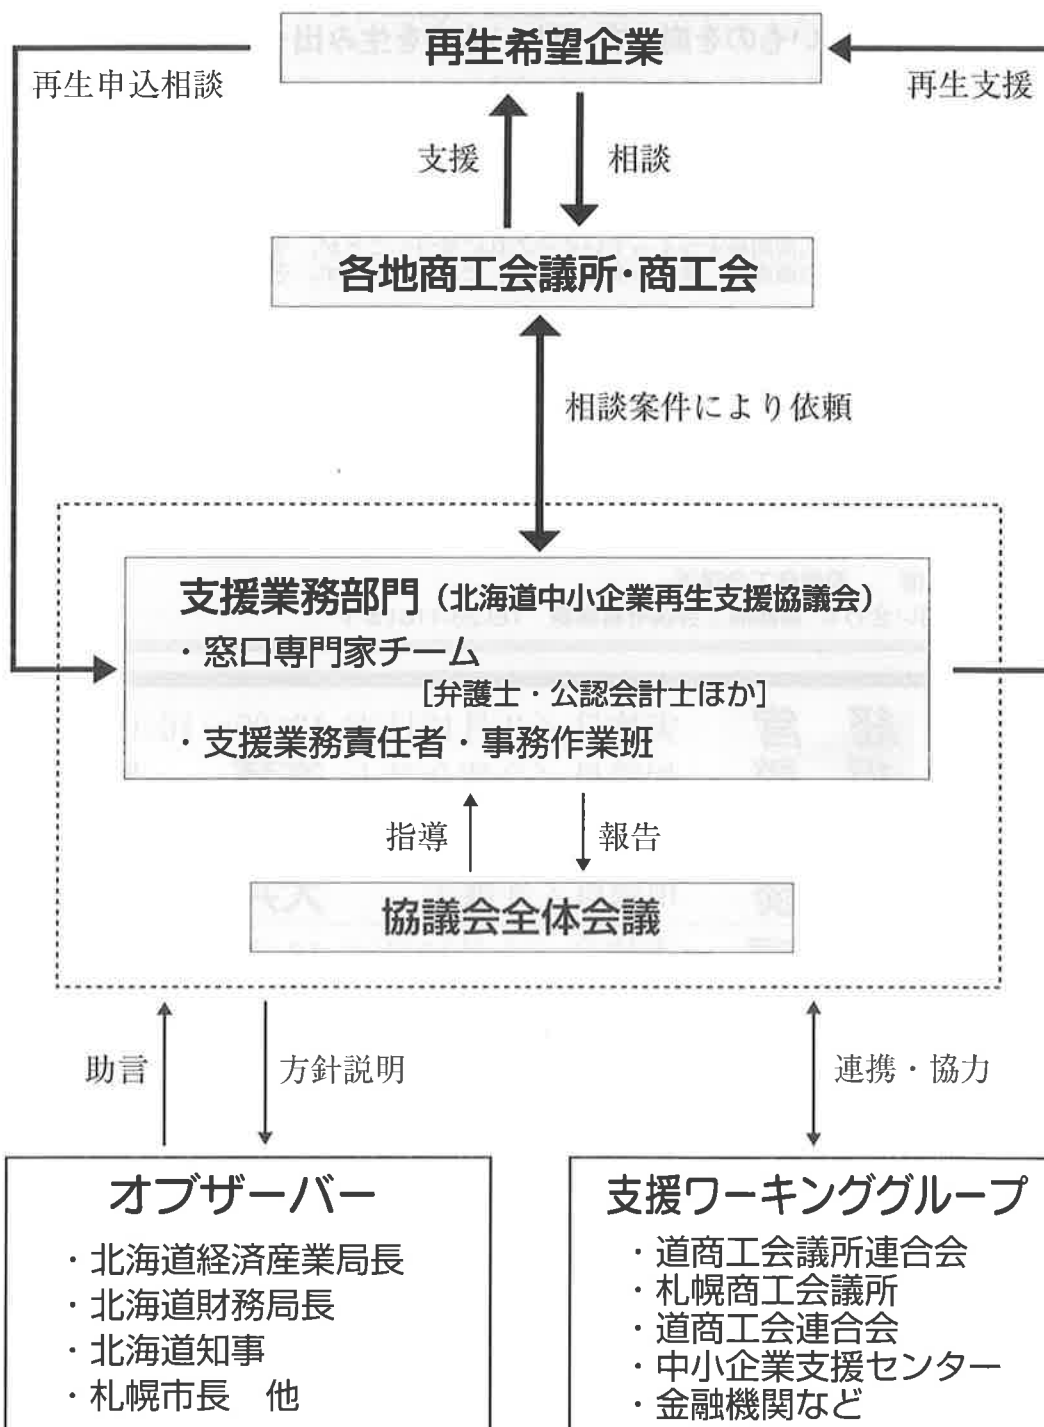 再生希望企業
再生申込相談
再生支援
支援
相談
各地商工会議所・商工会
相談案件により依頼
支援業務部門（北海道中小企業再生支援協議会）
・窓口専門家チーム
［弁護士・公認会計士ほか］
・支援業務責任者・事務作業班
指導
報告
協議会全体会議
助言
方針説明
連携・協力
オブザーバー
・北海道経済産業局長
・北海道財務局長
・北海道知事
・札幌市長　他
支援ワーキンググループ
・道商工会議所連合会
・札幌商工会議所
・道商工会連合会
・中小企業支援センター
・金融機関など